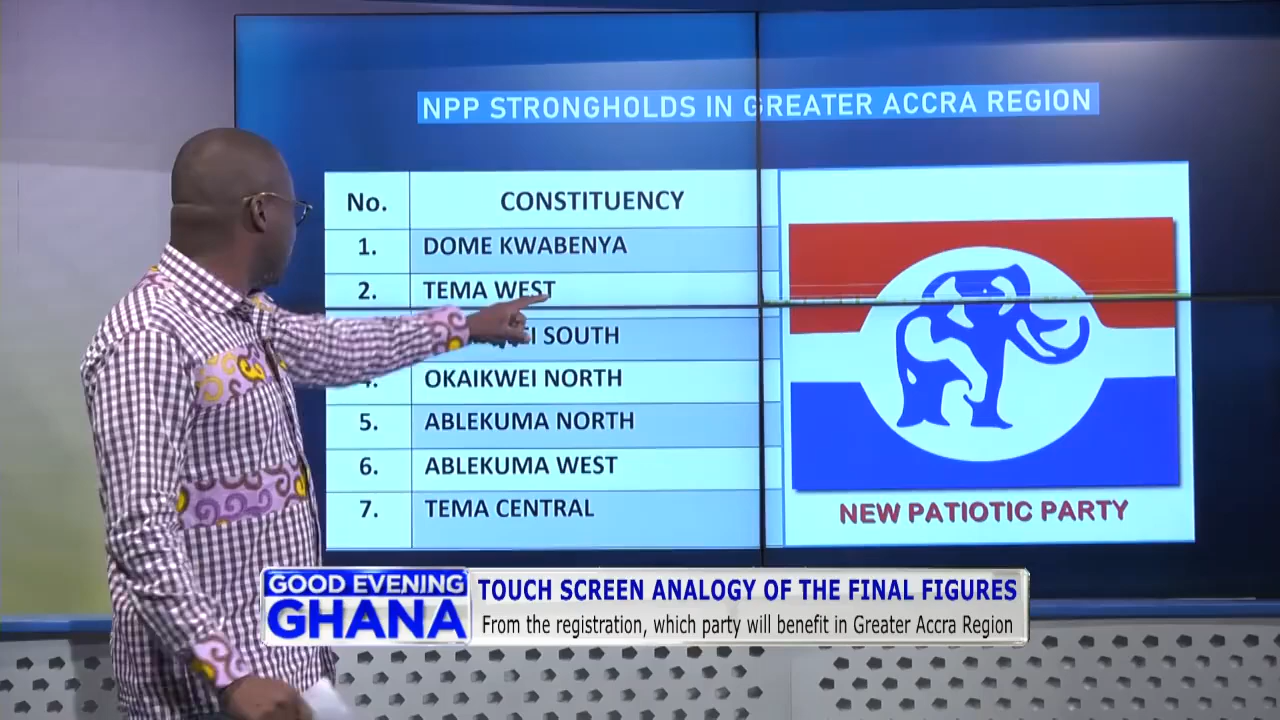 NPP STRONGHOLDS IN GREATER ACCRA REGION
No. CONSTITUENCY
1. DOME KWABENYA
2. TEMA WEST
SOUTH
4. OKAIKWEI NORTH
5. ABLEKUMA NORTH
6. ABLEKUMA WEST
7. TEMA CENTRAL
NEW PATIOTIC PARTY
GOOD EVENING
GHANA
TOUCH SCREEN ANALOGY OF THE FINAL FIGURES
From the registration, which party will benefit in Greater Accra Region